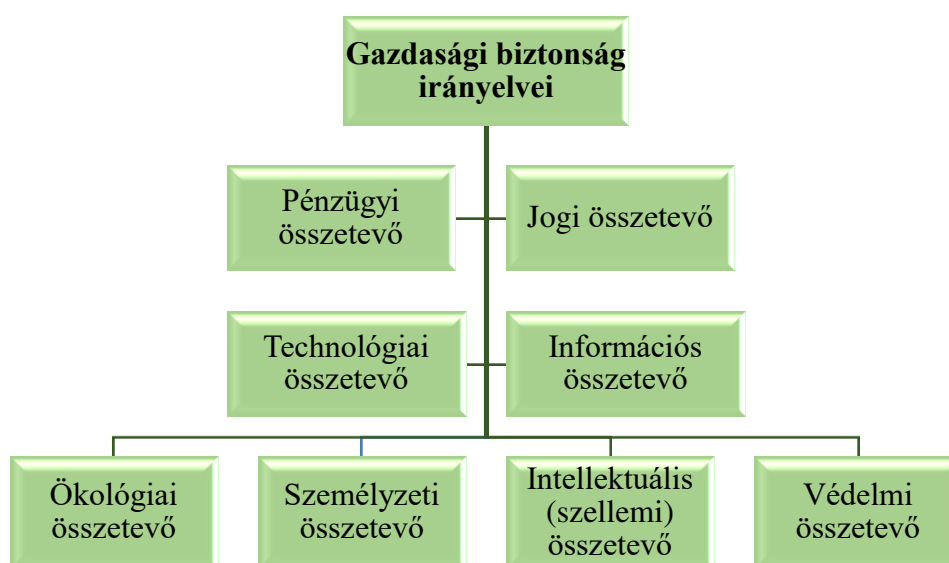 Gazdasági biztonság
irányelvei
Pénzügyi
összetevő
Jogi összetevő
Technológiai
összetevő
Információs
összetevő
Ökológiai
összetevő
Személyzeti
összetevő
Intellektuális
(szellemi)
összetevő
Védelmi
összetevő